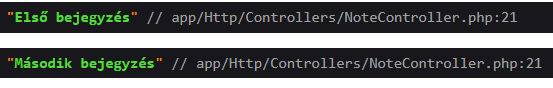 "Első bejegyzés" // app/Http/Controllers/NoteController.php:21
"Második bejegyzés" // app/Http/Controllers/NoteController.php:21